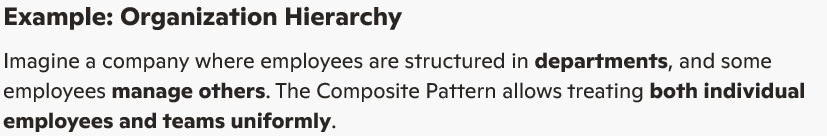 Example: Organization Hierarchy
Imagine a company where employees are structured in departments, and some
employees manage others. The Composite Pattern allows treating both individual
employees and teams uniformly.